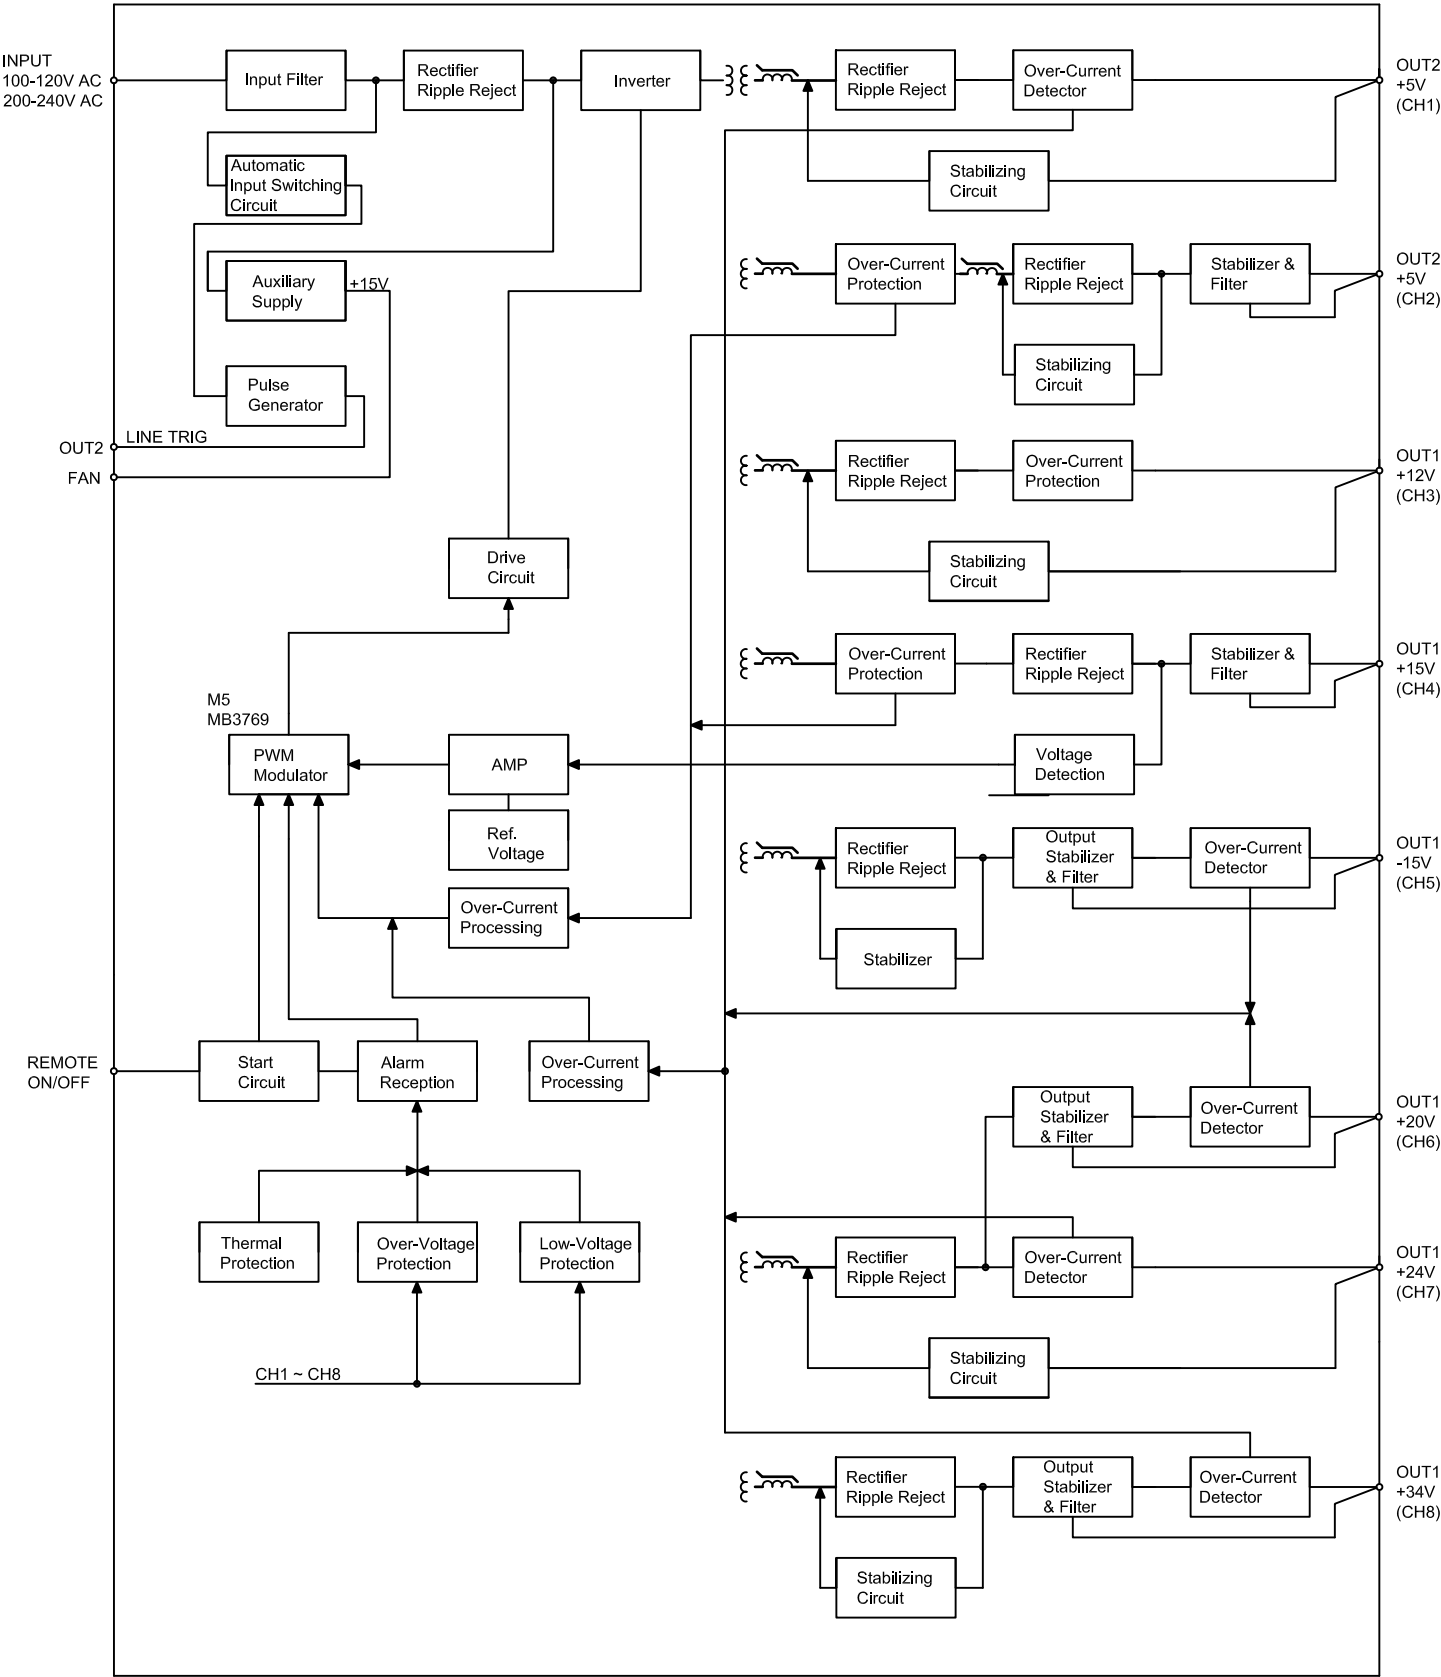 INPUT
100-120V AC
200-240V AC
Input Filter
Rectifier
Ripple Reject
Inverter
Rectifier
Ripple Reject
Over-Current
Detector
OUT2
+5V
(CH1)
Automatic
Input Switching
Circuit
Stabilizing
Circuit
Auxiliary
Supply
+15V
Over-Current
Protection
Rectifier
Ripple Reject
Stabilizer &
Filter
OUT2
+5V
(CH2)
Stabilizing
Circuit
Pulse
Generator
OUT2
LINE TRIG
FAN
Rectifier
Ripple Reject
Over-Current
Protection
OUT1
+12V
(CH3)
Stabilizing
Circuit
Drive
Circuit
Over-Current
Protection
Rectifier
Ripple Reject
Stabilizer &
Filter
OUT1
+15V
(CH4)
M5
MB3769
PWM
Modulator
AMP
Voltage
Detection
Ref.
Voltage
Rectifier
Ripple Reject
Output
Stabilizer
& Filter
Over-Current
Detector
OUT1
-15V
(CH5)
Over-Current
Processing
Stabilizer
REMOTE
ON/OFF
Start
Circuit
Alarm
Reception
Over-Current
Processing
Output
Stabilizer
& Filter
Over-Current
Detector
OUT1
+20V
(CH6)
Thermal
Protection
Over-Voltage
Protection
Low-Voltage
Protection
Rectifier
Ripple Reject
Over-Current
Detector
OUT1
+24V
(CH7)
CH1 ~ CH8
Stabilizing
Circuit
Rectifier
Ripple Reject
Output
Stabilizer
& Filter
Over-Current
Detector
OUT1
+34V
(CH8)
Stabilizing
Circuit